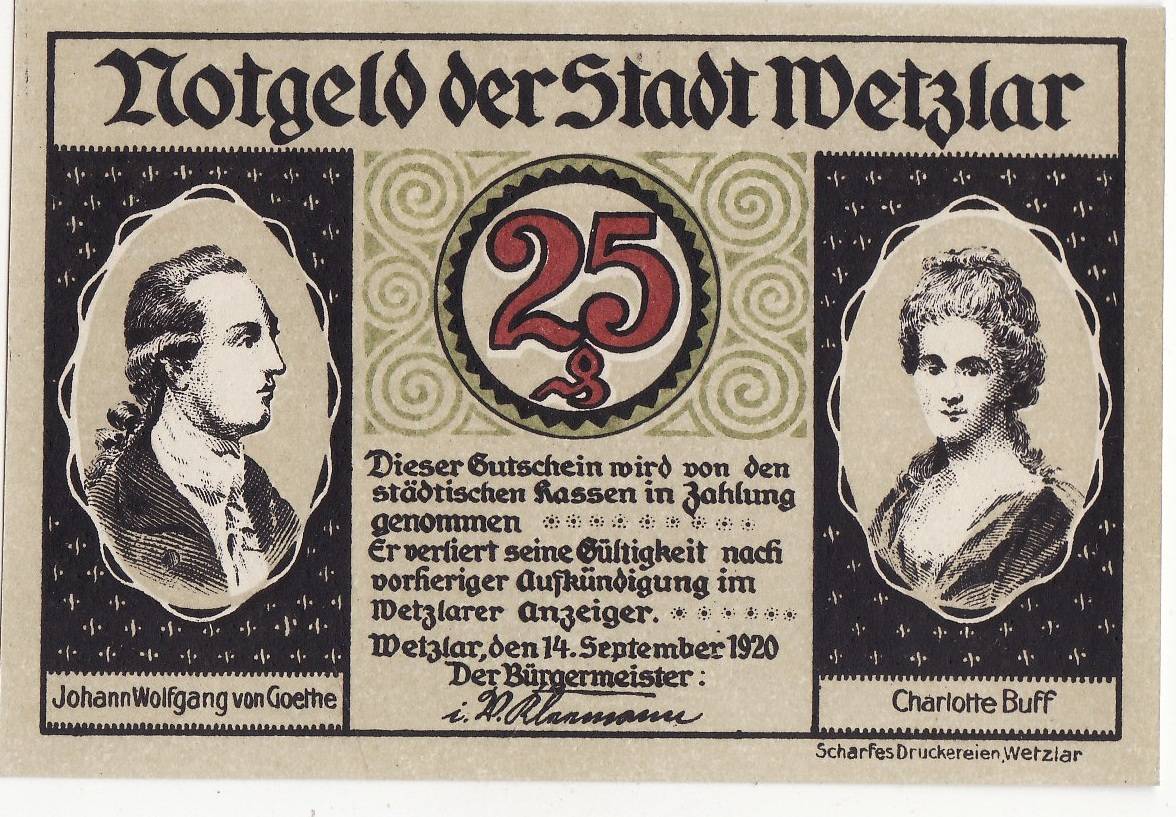 Notgeld der Stadt Wetzlar
25
₰
Dieser Gutschein wird von den
städtischen Kassen in Zahlung
genommen
Er verliert seine Gültigkeit nach
vorheriger Aufkündigung im
Wetzlarer Anzeiger.
Wetzlar, den 14. September 1920
Der Bürgermeister:
i. V.
Johann Wolfgang von Goethe
Charlotte Buff
Scharfes Druckereien, Wetzlar